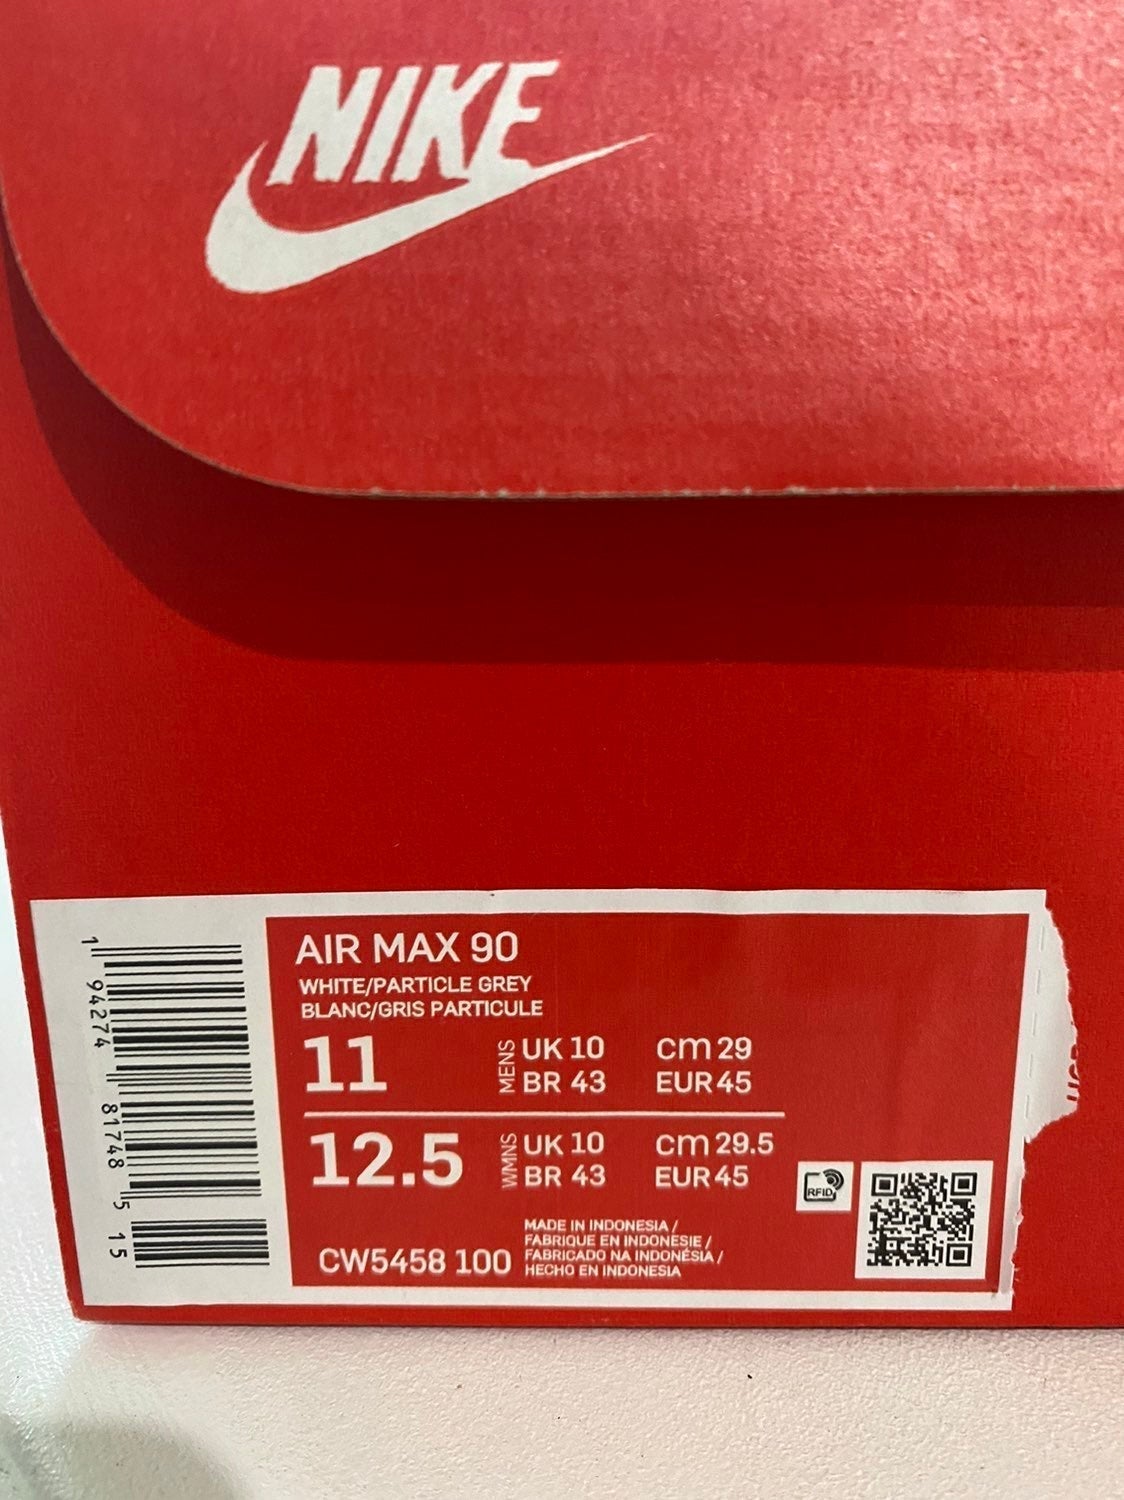 NIKE
1 94274 81748 5 15
AIR MAX 90
WHITE/PARTICLE GREY
BLANC/GRIS PARTICULE
11 MENS UK 10 cm 29
BR 43 EUR 45
12.5 WMNS UK 10 cm 29.5
BR 43 EUR 45
RFID
CW5458 100
MADE IN INDONESIA /
FABRIQUE EN INDONESIE /
FABRICADO NA INDONÉSIA /
HECHO EN INDONESIA